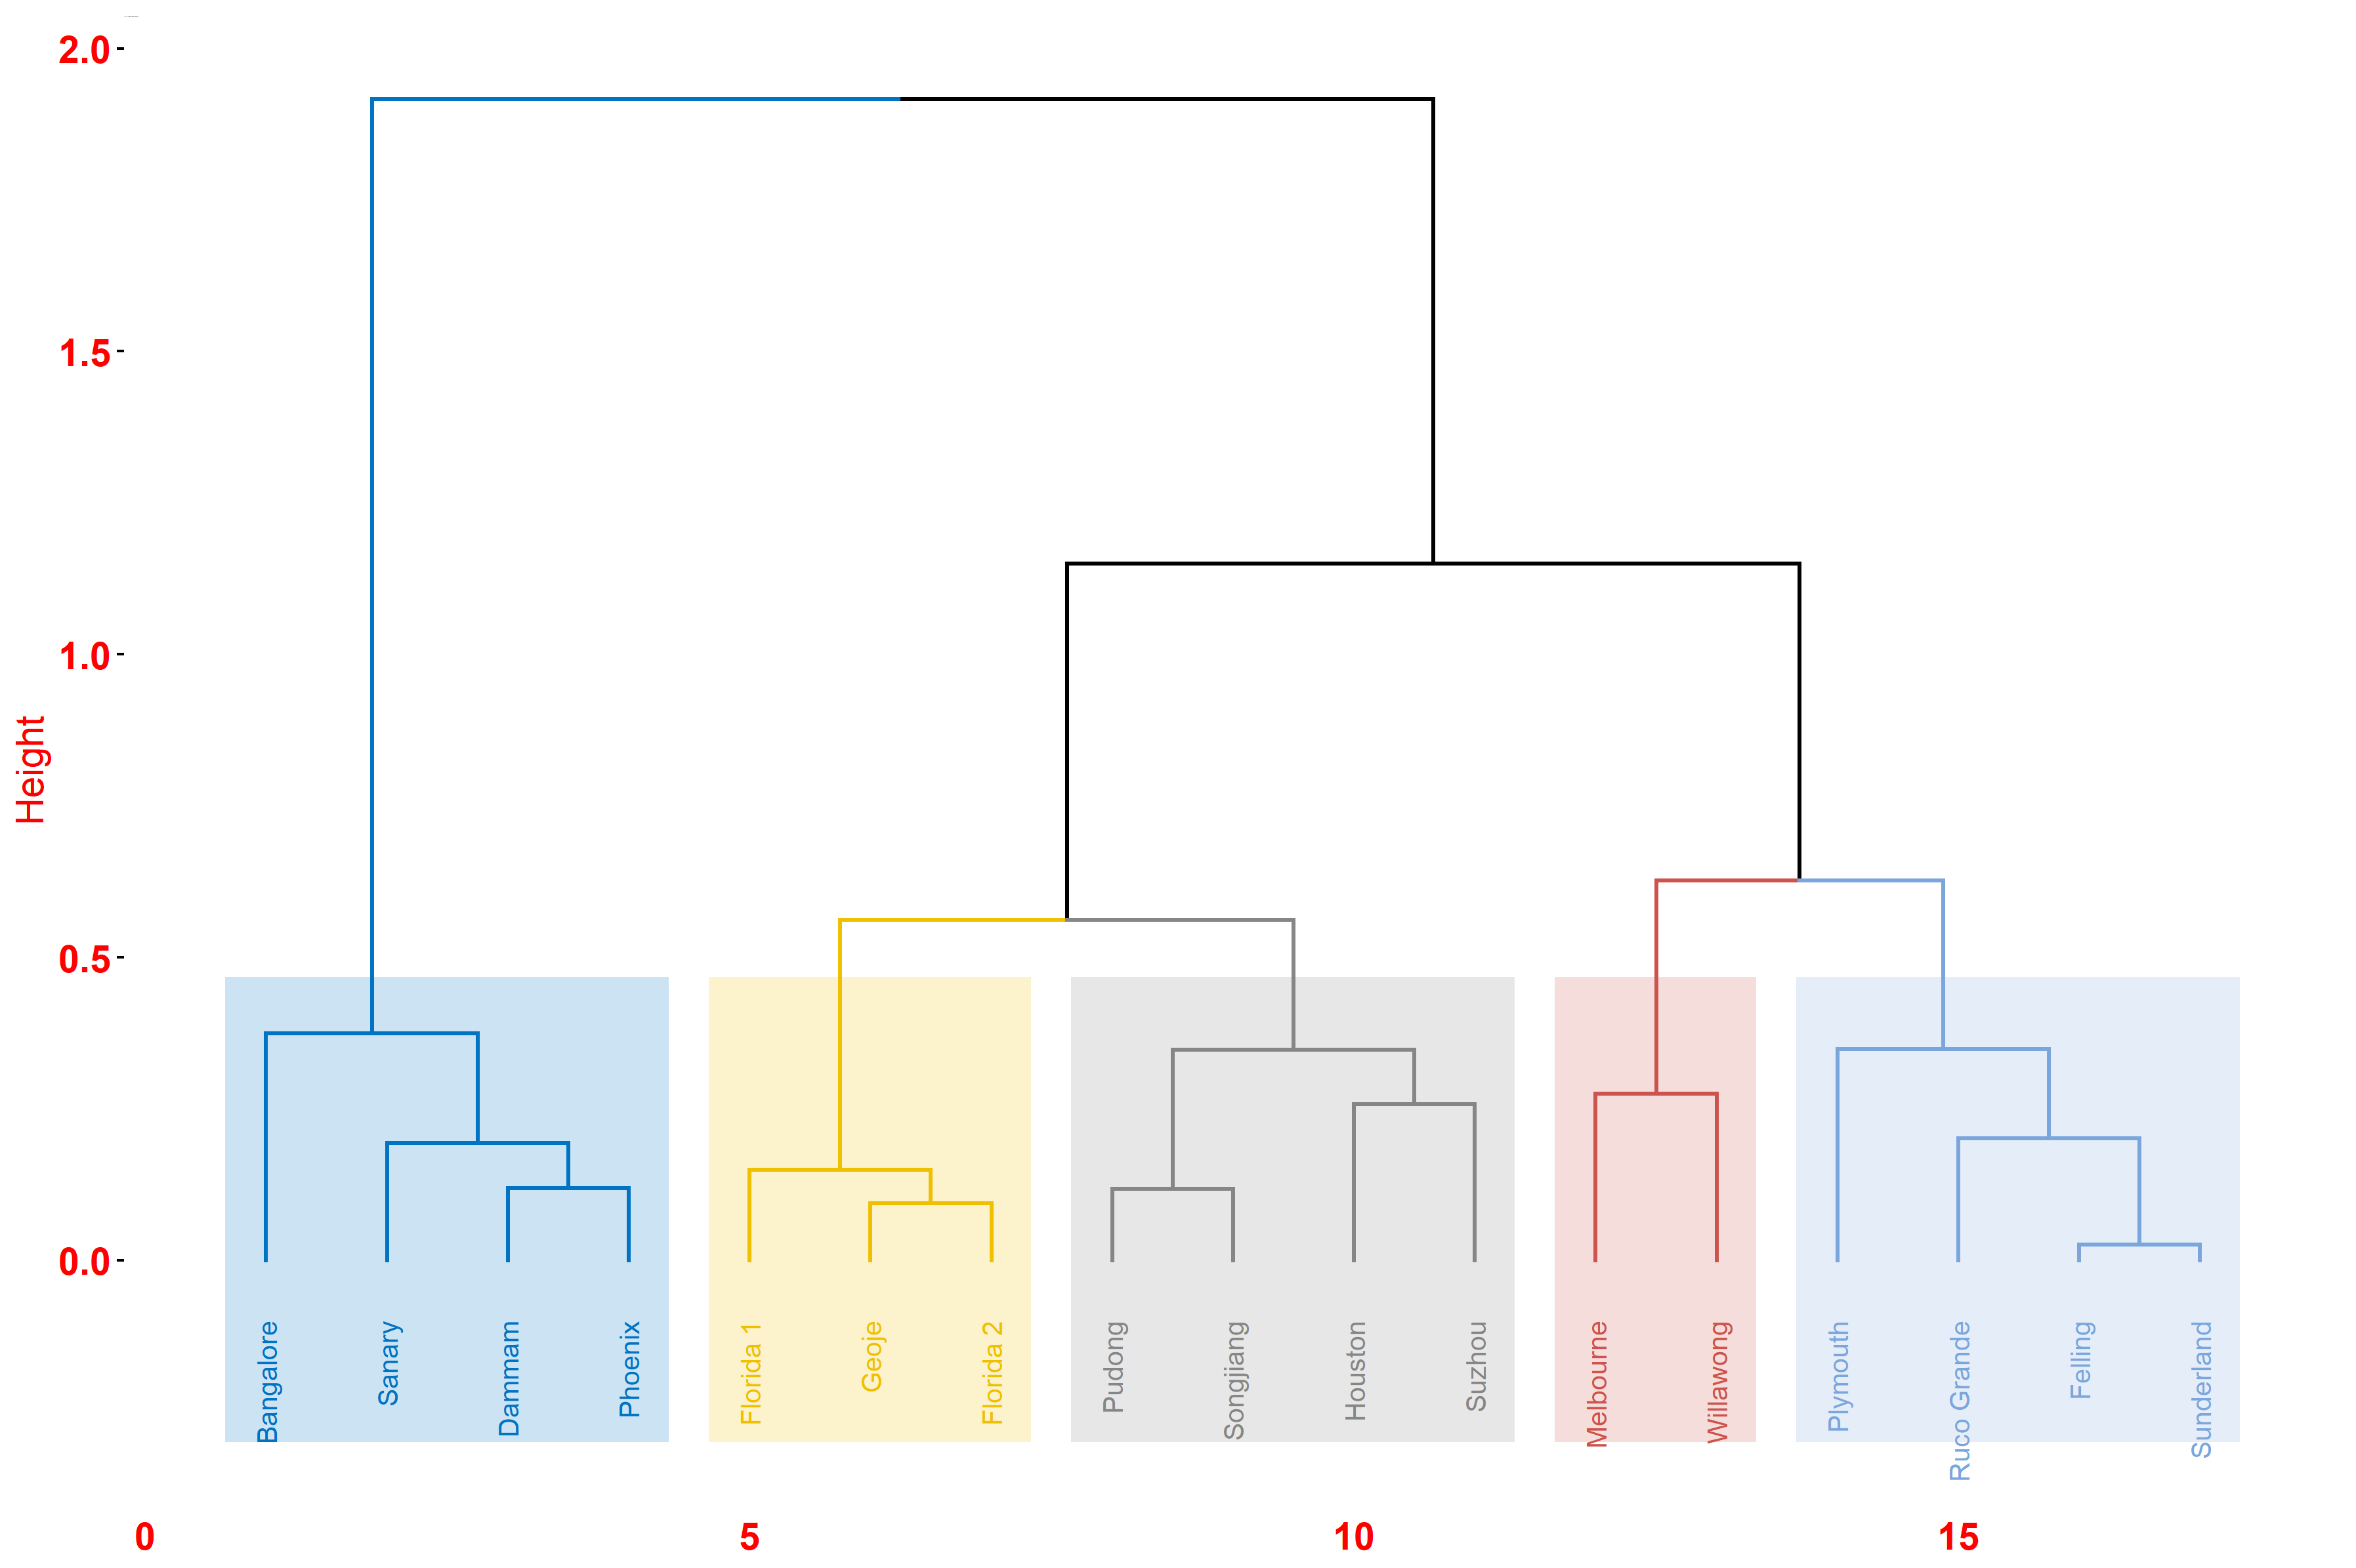 2.0
1.5
1.0
0.5
0.0
Height
Bangalore
Sanary
Dammam
Phoenix
Florida 1
Geoje
Florida 2
Pudong
Songjiang
Houston
Suzhou
Melbourne
Willawong
Plymouth
Ruco Grande
Felling
Sunderland
0 5 10 15